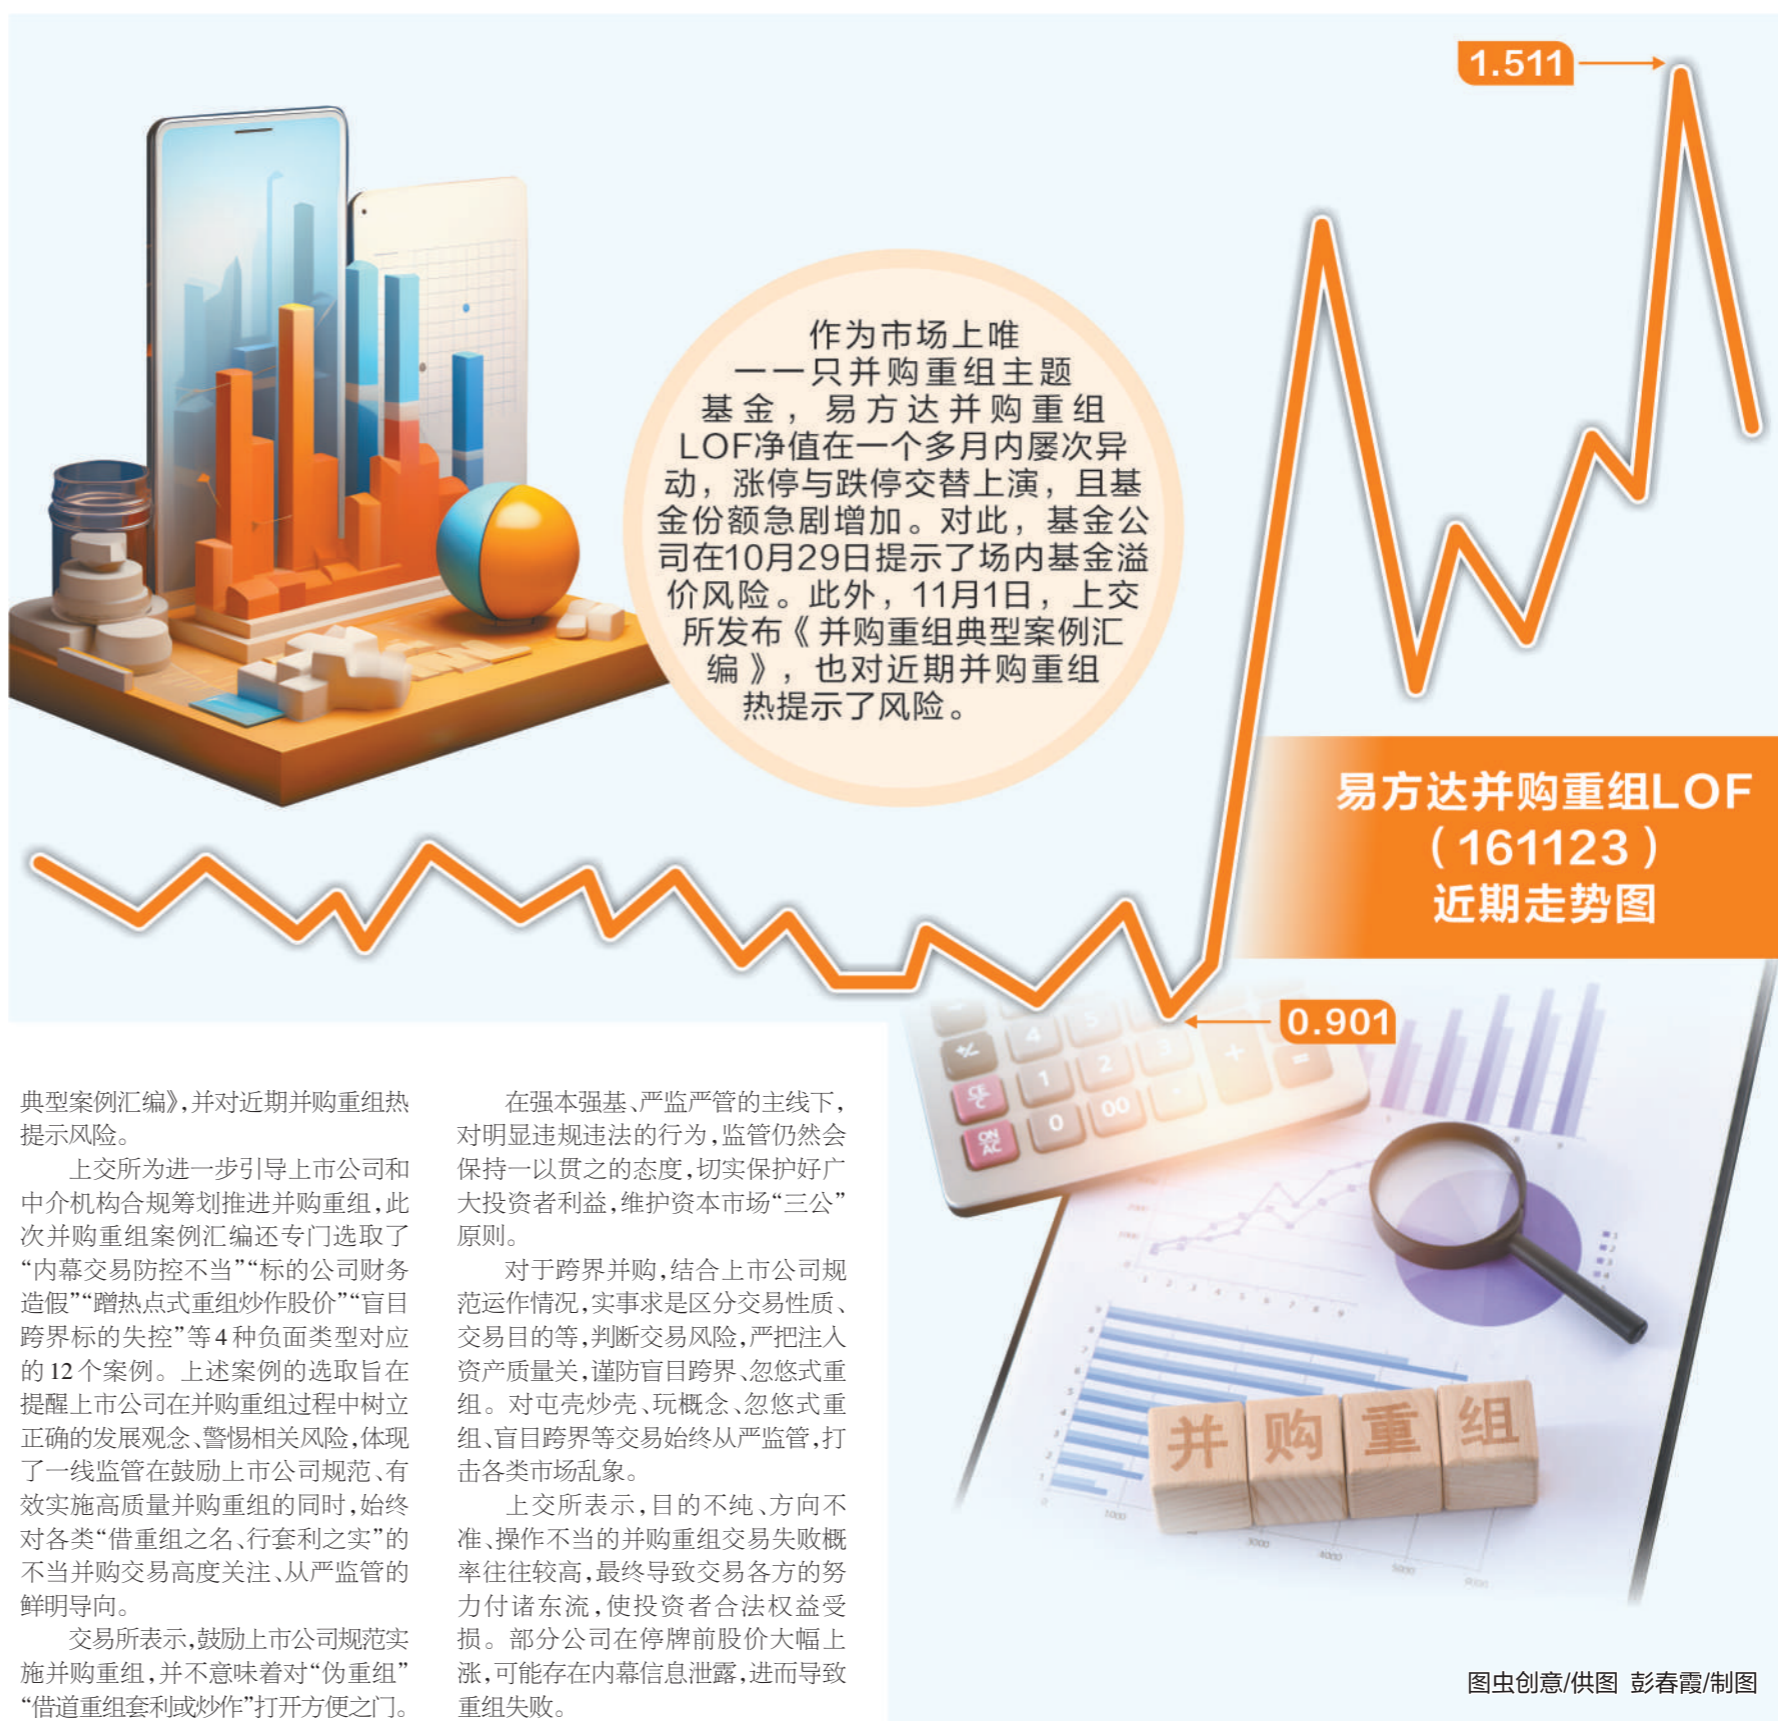 1.511
作为市场上唯
一一只并购重组主题
基金，易方达并购重组
LOF净值在一个多月内屡次异
动，涨停与跌停交替上演，且基
金份额急剧增加。对此，基金公
司在10月29日提示了场内基金溢
价风险。此外，11月1日，上交
所发布《并购重组典型案例汇
编》，也对近期并购重组
热提示了风险。
易方达并购重组LOF
（161123）
近期走势图
0.901
典型案例汇编》，并对近期并购重组热
提示风险。
上交所为进一步引导上市公司和
中介机构合规筹划推进并购重组，此
次并购重组案例汇编还专门选取了
“内幕交易防控不当”“标的公司财务
造假”“蹭热点式重组炒作股价”“盲目
跨界标的失控”等4种负面类型对应
的12个案例。上述案例的选取旨在
提醒上市公司在并购重组过程中树立
正确的发展观念、警惕相关风险，体现
了一线监管在鼓励上市公司规范、有
效实施高质量并购重组的同时，始终
对各类“借重组之名、行套利之实”的
不当并购交易高度关注、从严监管的
鲜明导向。
交易所表示，鼓励上市公司规范实
施并购重组，并不意味着对“伪重组”
“借道重组套利或炒作”打开方便之门。
在强本强基、严监严管的主线下，
对明显违规违法的行为，监管仍然会
保持一以贯之的态度，切实保护好广
大投资者利益，维护资本市场“三公”
原则。
对于跨界并购，结合上市公司规
范运作情况，实事求是区分交易性质、
交易目的等，判断交易风险，严把注入
资产质量关，谨防盲目跨界、忽悠式重
组。对屯壳炒壳、玩概念、忽悠式重
组、盲目跨界等交易始终从严监管，打
击各类市场乱象。
上交所表示，目的不纯、方向不
准、操作不当的并购重组交易失败概
率往往较高，最终导致交易各方的努
力付诸东流，使投资者合法权益受
损。部分公司在停牌前股价大幅上
涨，可能存在内幕信息泄露，进而导致
重组失败。
并购重组
图虫创意/供图 彭春霞/制图